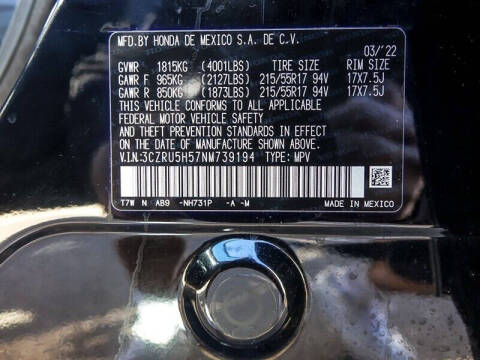 MFD.BY HONDA DE MEXICO S.A. DE C.V. 03/'22
GVWR 1815KG (4001LBS) TIRE SIZE RIM SIZE
GAWR F 965KG (2127LBS) 215/55R17 94V 17X7.5J
GAWR R 850KG (1873LBS) 215/55R17 94V 17X7.5J
THIS VEHICLE CONFORMS TO ALL APPLICABLE
FEDERAL MOTOR VEHICLE SAFETY
AND THEFT PREVENTION STANDARDS IN EFFECT
ON THE DATE OF MANUFACTURE SHOWN ABOVE.
V.I.N:3CZRU5H57NM739194 TYPE: MPV
T7W N AB9 -NH731P -A -M MADE IN MEXICO